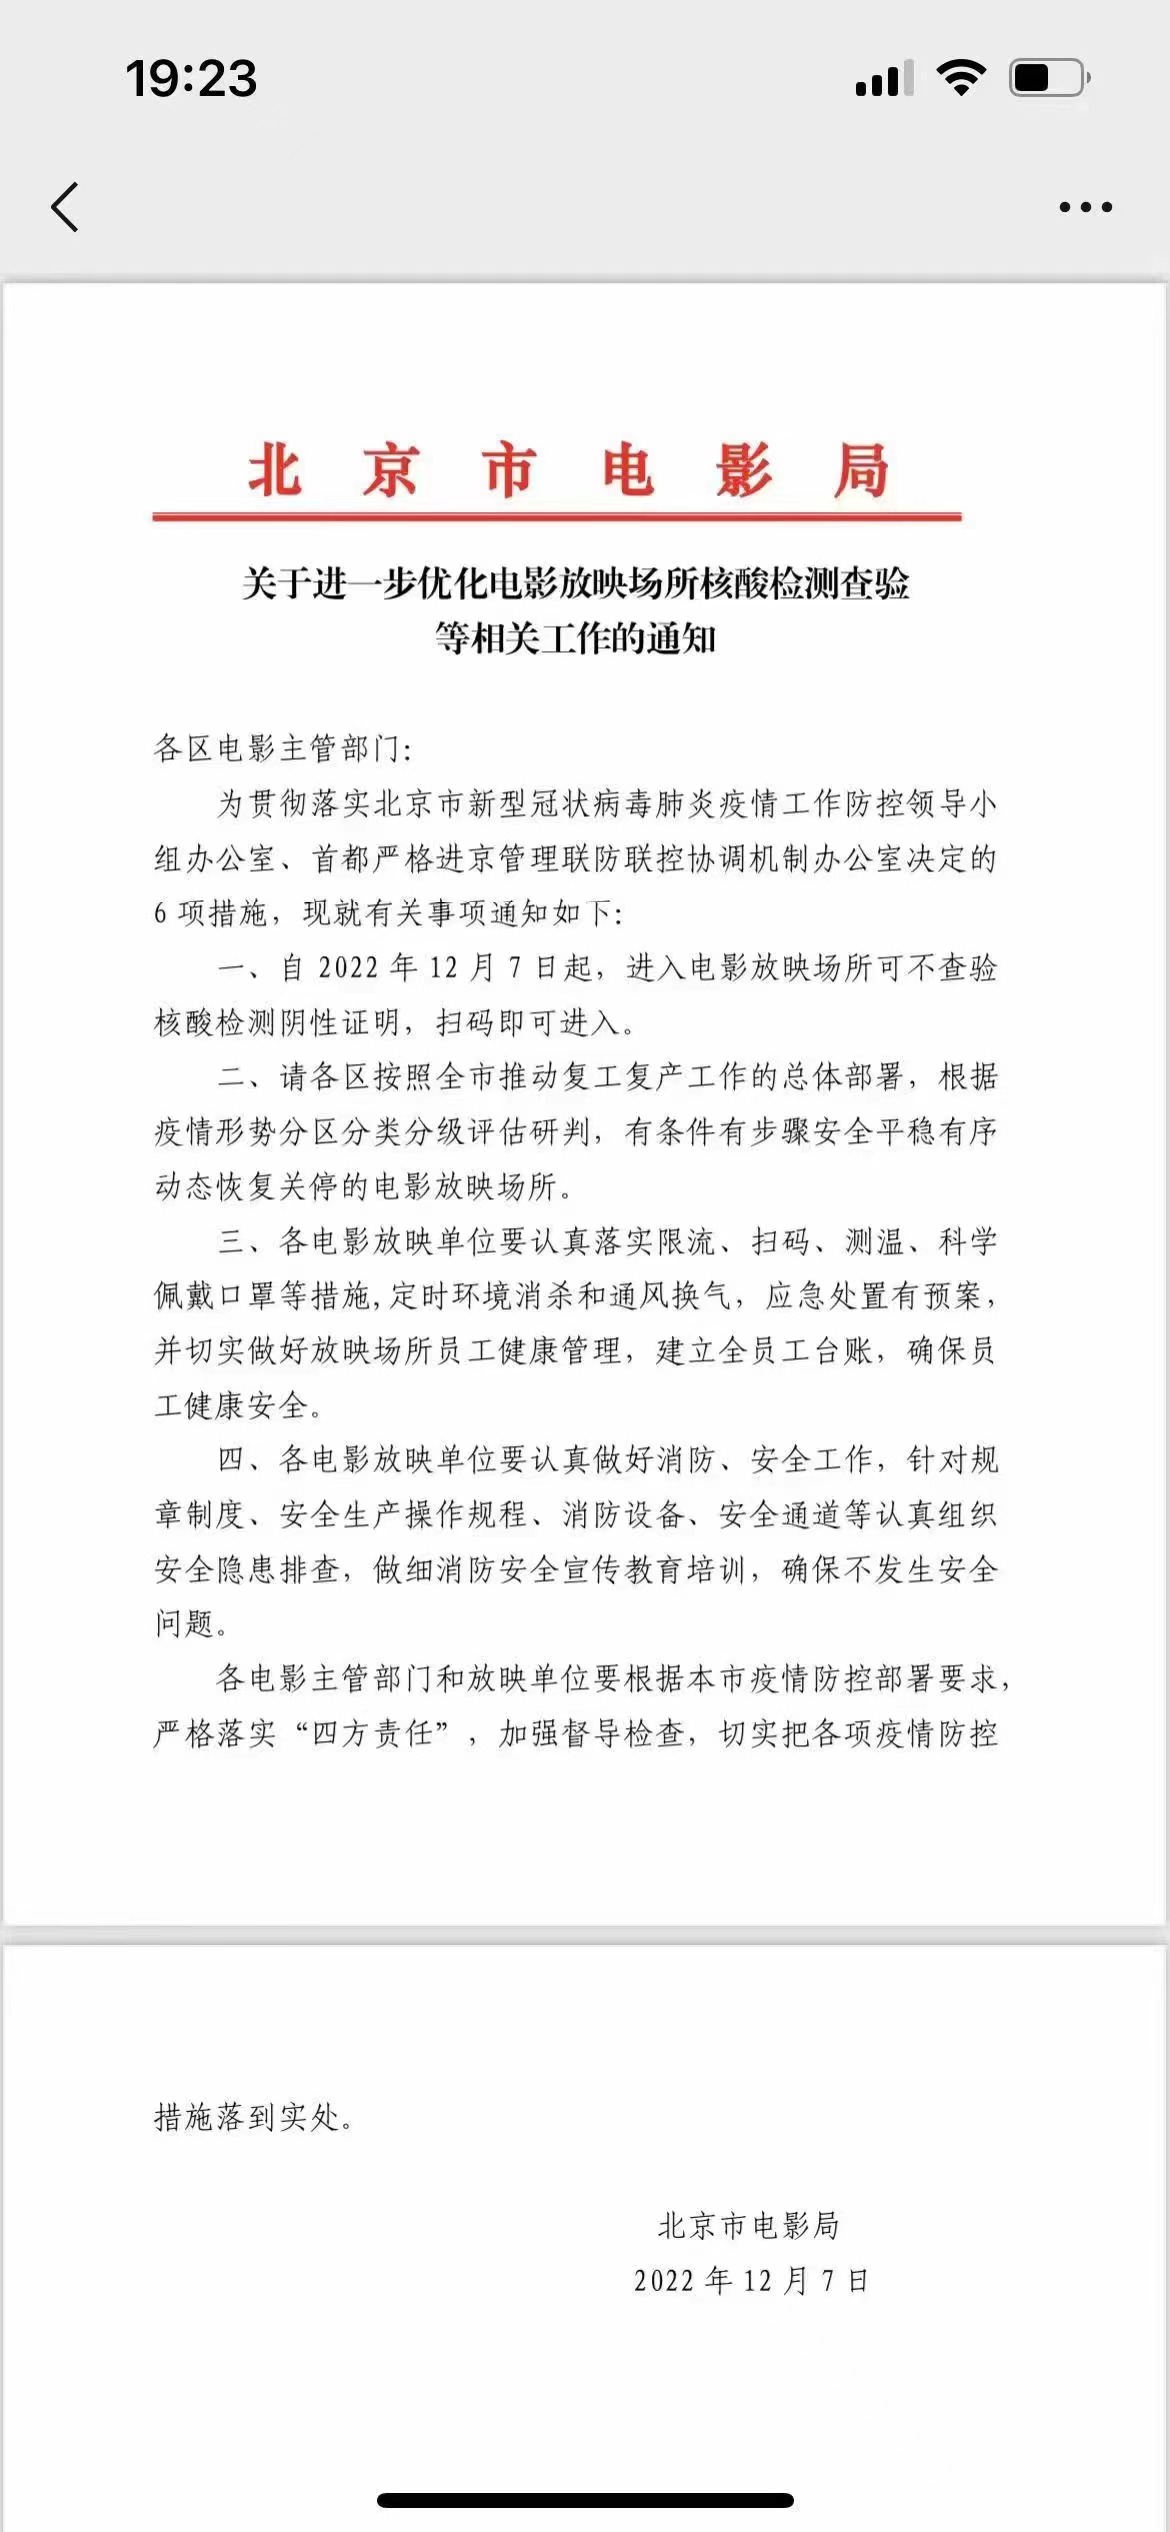 19:23
北京市电影局
关于进一步优化电影放映场所核酸检测查验
等相关工作的通知
各区电影主管部门：
为贯彻落实北京市新型冠状病毒肺炎疫情工作防控领导小
组办公室、首都严格进京管理联防联控协调机制办公室决定的
6 项措施，现就有关事项通知如下：
一、自 2022 年 12 月 7 日起，进入电影放映场所可不查验
核酸检测阴性证明，扫码即可进入。
二、请各区按照全市推动复工复产工作的总体部署，根据
疫情形势分区分类分级评估研判，有条件有步骤安全平稳有序
动态恢复关停的电影放映场所。
三、各电影放映单位要认真落实限流、扫码、测温、科学
佩戴口罩等措施,定时环境消杀和通风换气，应急处置有预案，
并切实做好放映场所员工健康管理，建立全员工台账，确保员
工健康安全。
四、各电影放映单位要认真做好消防、安全工作，针对规
章制度、安全生产操作规程、消防设备、安全通道等认真组织
安全隐患排查，做细消防安全宣传教育培训，确保不发生安全
问题。
各电影主管部门和放映单位要根据本市疫情防控部署要求，
严格落实“四方责任”，加强督导检查，切实把各项疫情防控
措施落到实处。
北京市电影局
2022 年 12 月 7 日